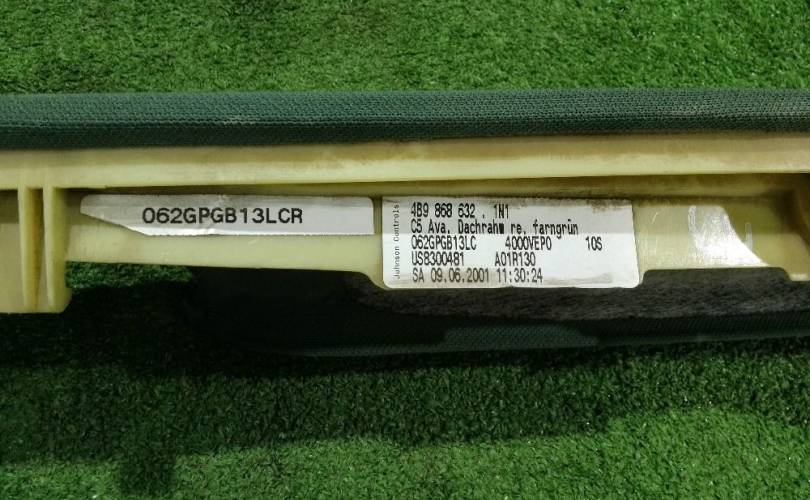 062GPGB13LCR
Johnson Controls
4B9 868 632 . 1N1
C5 Ava. Dachrahm re. farngrün
062GPGB13LC 4000VEPO 10S
US8300481 A01R130
SA 09.06.2001 11:30:24